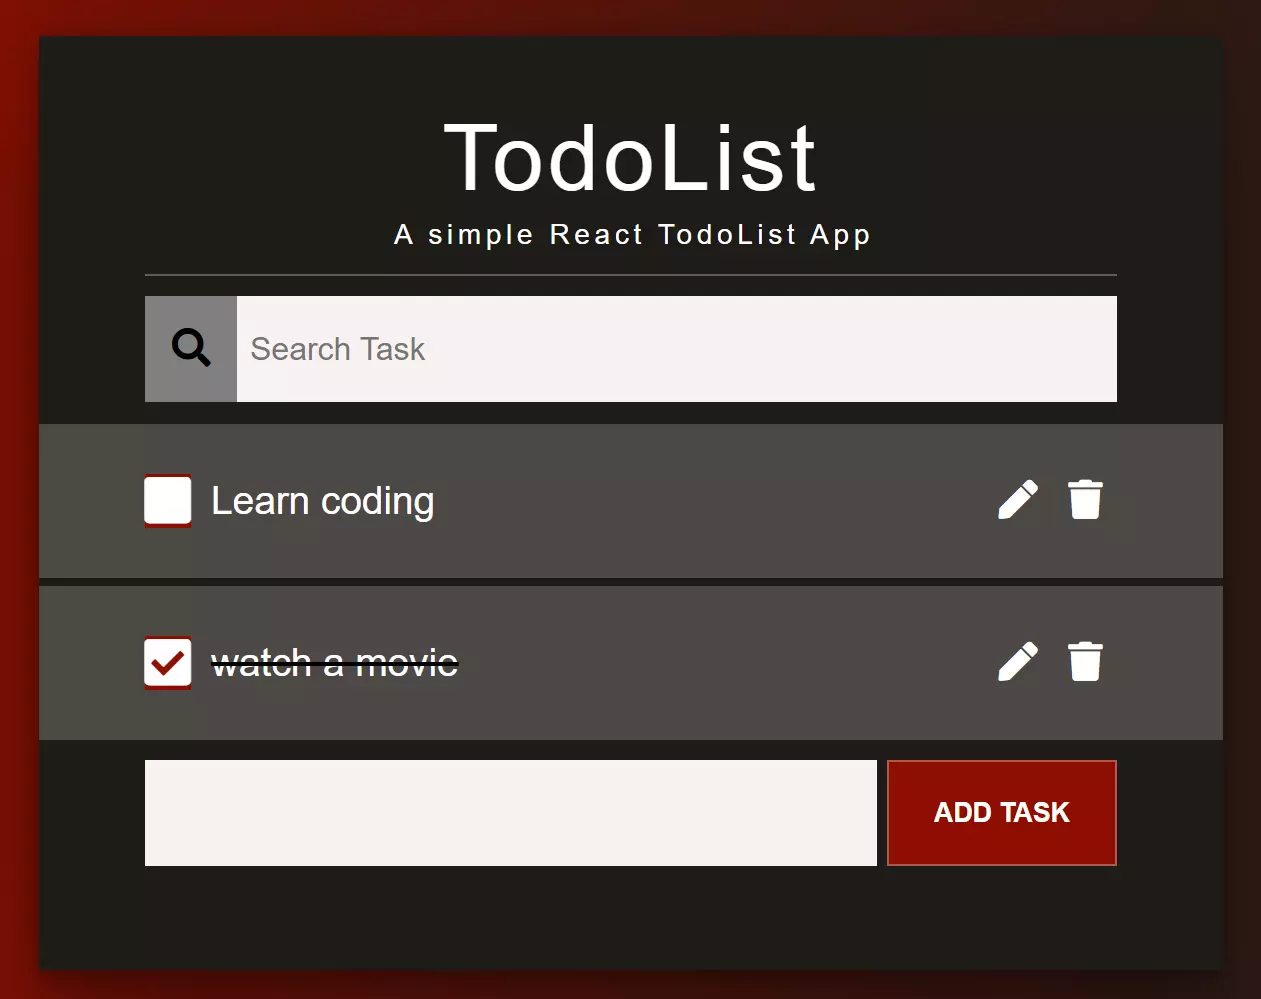 TodoList
A simple React TodoList App
Search Task
Learn coding
watch a movie
ADD TASK